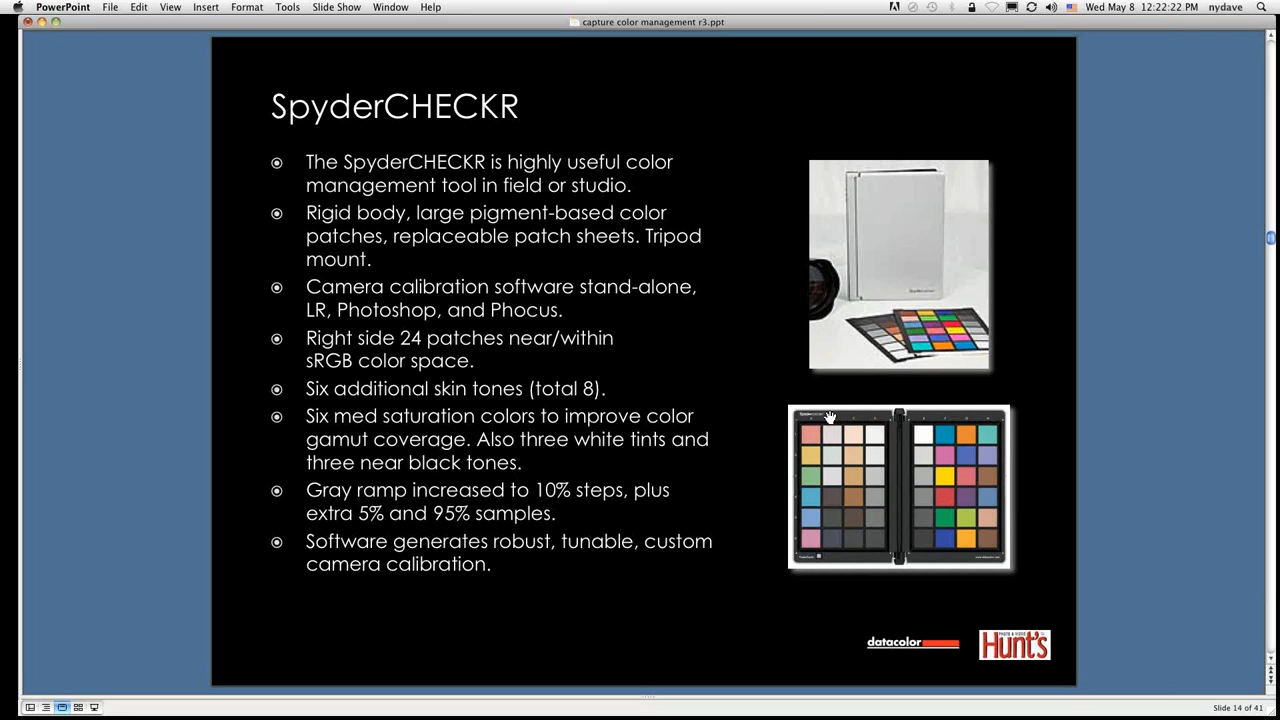 PowerPoint File Edit View Insert Format Tools Slide Show Window Help Wed May 8 12:22:22 PM nydave
capture color management r3.ppt
SpyderCHECKR
The SpyderCHECKR is highly useful color
management tool in field or studio.
Rigid body, large pigment-based color
patches, replaceable patch sheets. Tripod
mount.
Camera calibration software stand-alone,
LR, Photoshop, and Phocus.
Right side 24 patches near/within
sRGB color space.
Six additional skin tones (total 8).
Six med saturation colors to improve color
gamut coverage. Also three white tints and
three near black tones.
Gray ramp increased to 10% steps, plus
extra 5% and 95% samples.
Software generates robust, tunable, custom
camera calibration.
datacolor
PHOTO & VIDEO
Hunt's
Slide 14 of 41